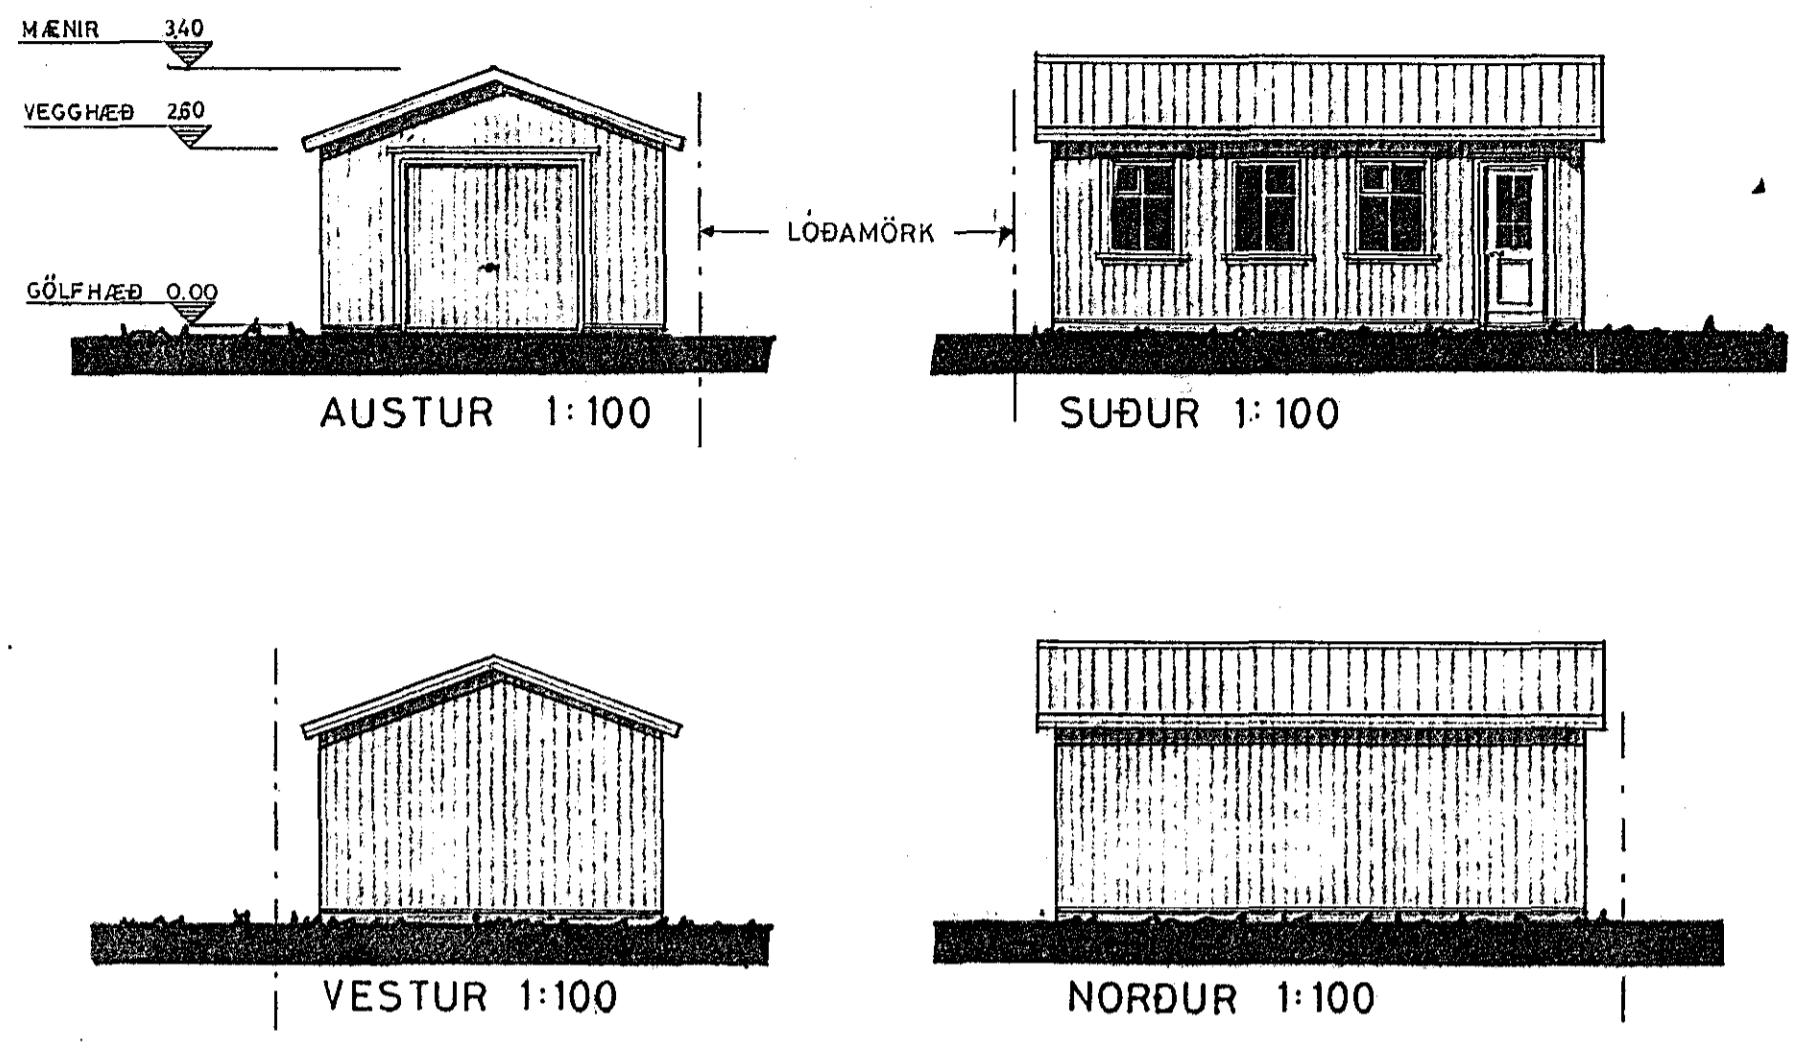 MÆNIR 3.40
VEGGHÆÐ 2.60
GÓLFHÆÐ 0.00
LÓÐAMÖRK
AUSTUR 1:100
SUÐUR 1:100
VESTUR 1:100
NORÐUR 1:100